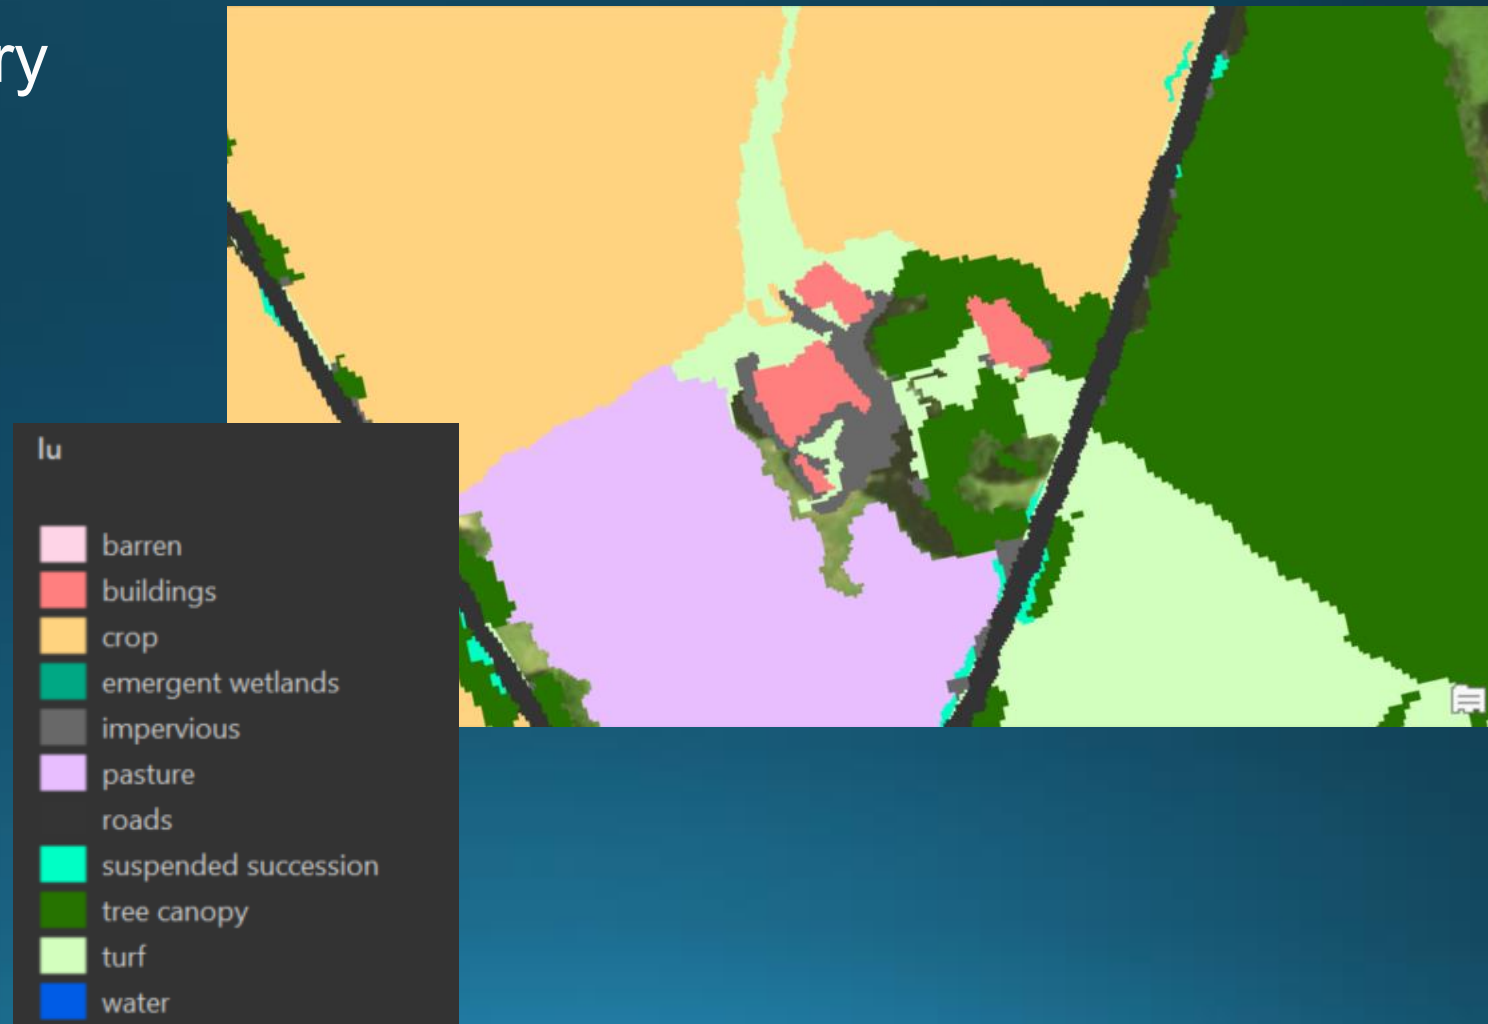 ry
lu
barren
buildings
crop
emergent wetlands
impervious
pasture
roads
suspended succession
tree canopy
turf
water